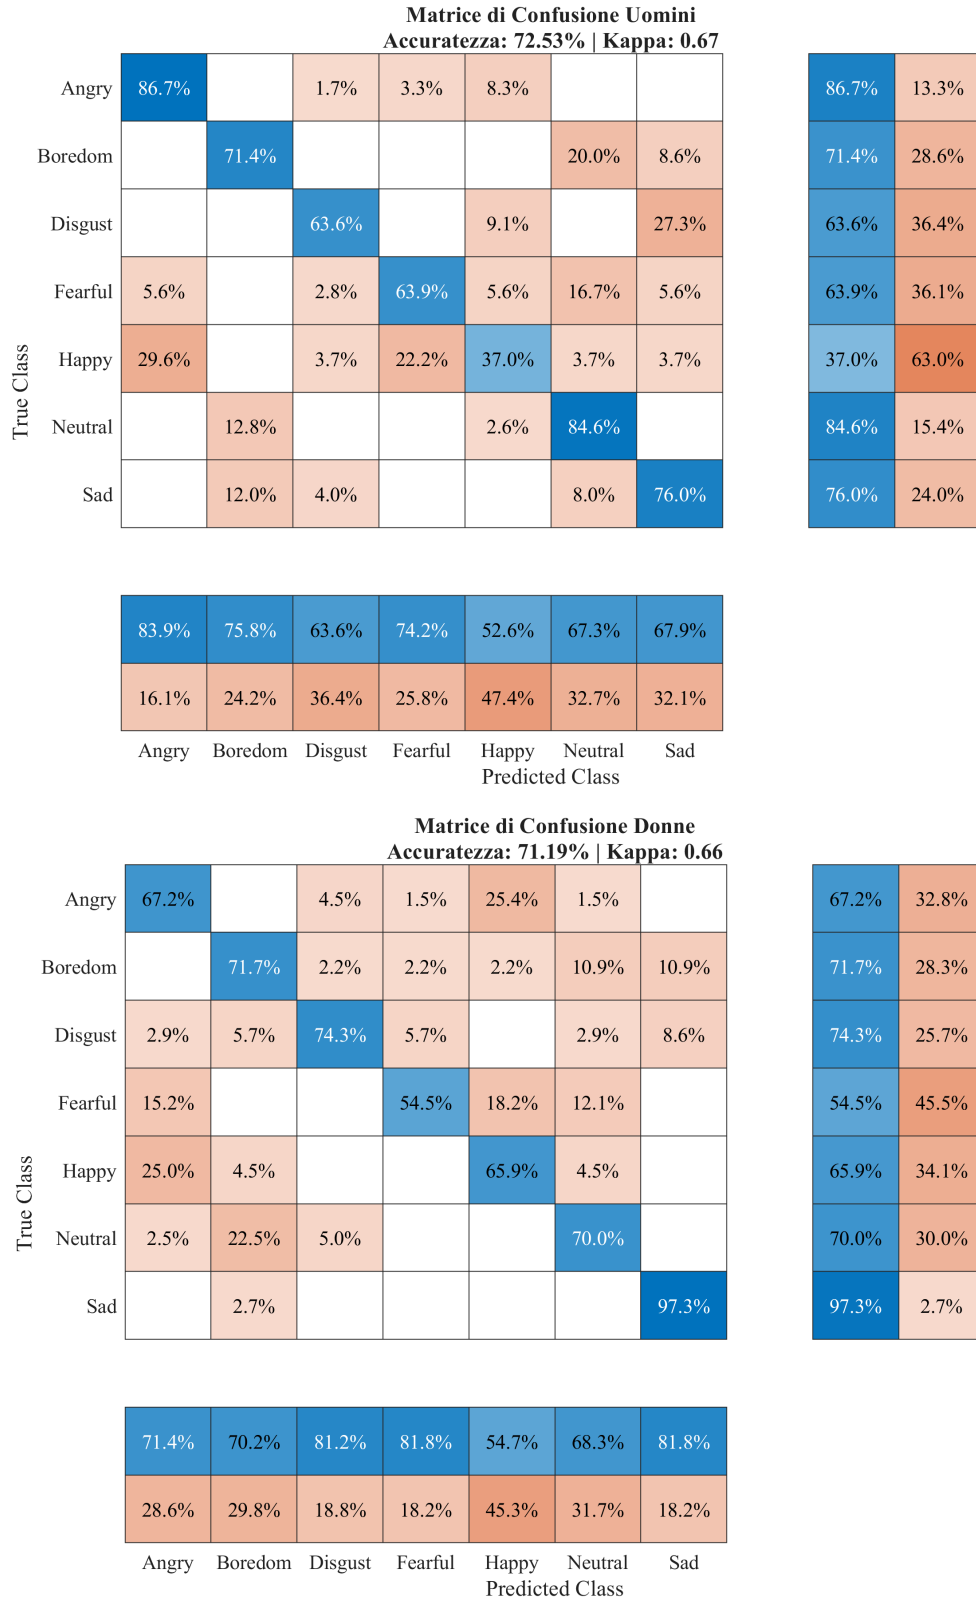 Matrice di Confusione Uomini
Accuratezza: 72.53% | Kappa: 0.67
Angry 86.7% 1.7% 3.3% 8.3% 86.7% 13.3%
Boredom 71.4% 20.0% 8.6% 71.4% 28.6%
Disgust 63.6% 9.1% 27.3% 63.6% 36.4%
Fearful 5.6% 2.8% 63.9% 5.6% 16.7% 5.6% 63.9% 36.1%
Happy 29.6% 3.7% 22.2% 37.0% 3.7% 3.7% 37.0% 63.0%
Neutral 12.8% 2.6% 84.6% 84.6% 15.4%
Sad 12.0% 4.0% 8.0% 76.0% 76.0% 24.0%
True Class
83.9% 75.8% 63.6% 74.2% 52.6% 67.3% 67.9%
16.1% 24.2% 36.4% 25.8% 47.4% 32.7% 32.1%
Angry Boredom Disgust Fearful Happy Neutral Sad
Predicted Class
Matrice di Confusione Donne
Accuratezza: 71.19% | Kappa: 0.66
Angry 67.2% 4.5% 1.5% 25.4% 1.5% 67.2% 32.8%
Boredom 71.7% 2.2% 2.2% 2.2% 10.9% 10.9% 71.7% 28.3%
Disgust 2.9% 5.7% 74.3% 5.7% 2.9% 8.6% 74.3% 25.7%
Fearful 15.2% 54.5% 18.2% 12.1% 54.5% 45.5%
Happy 25.0% 4.5% 65.9% 4.5% 65.9% 34.1%
Neutral 2.5% 22.5% 5.0% 70.0% 70.0% 30.0%
Sad 2.7% 97.3% 97.3% 2.7%
True Class
71.4% 70.2% 81.2% 81.8% 54.7% 68.3% 81.8%
28.6% 29.8% 18.8% 18.2% 45.3% 31.7% 18.2%
Angry Boredom Disgust Fearful Happy Neutral Sad
Predicted Class